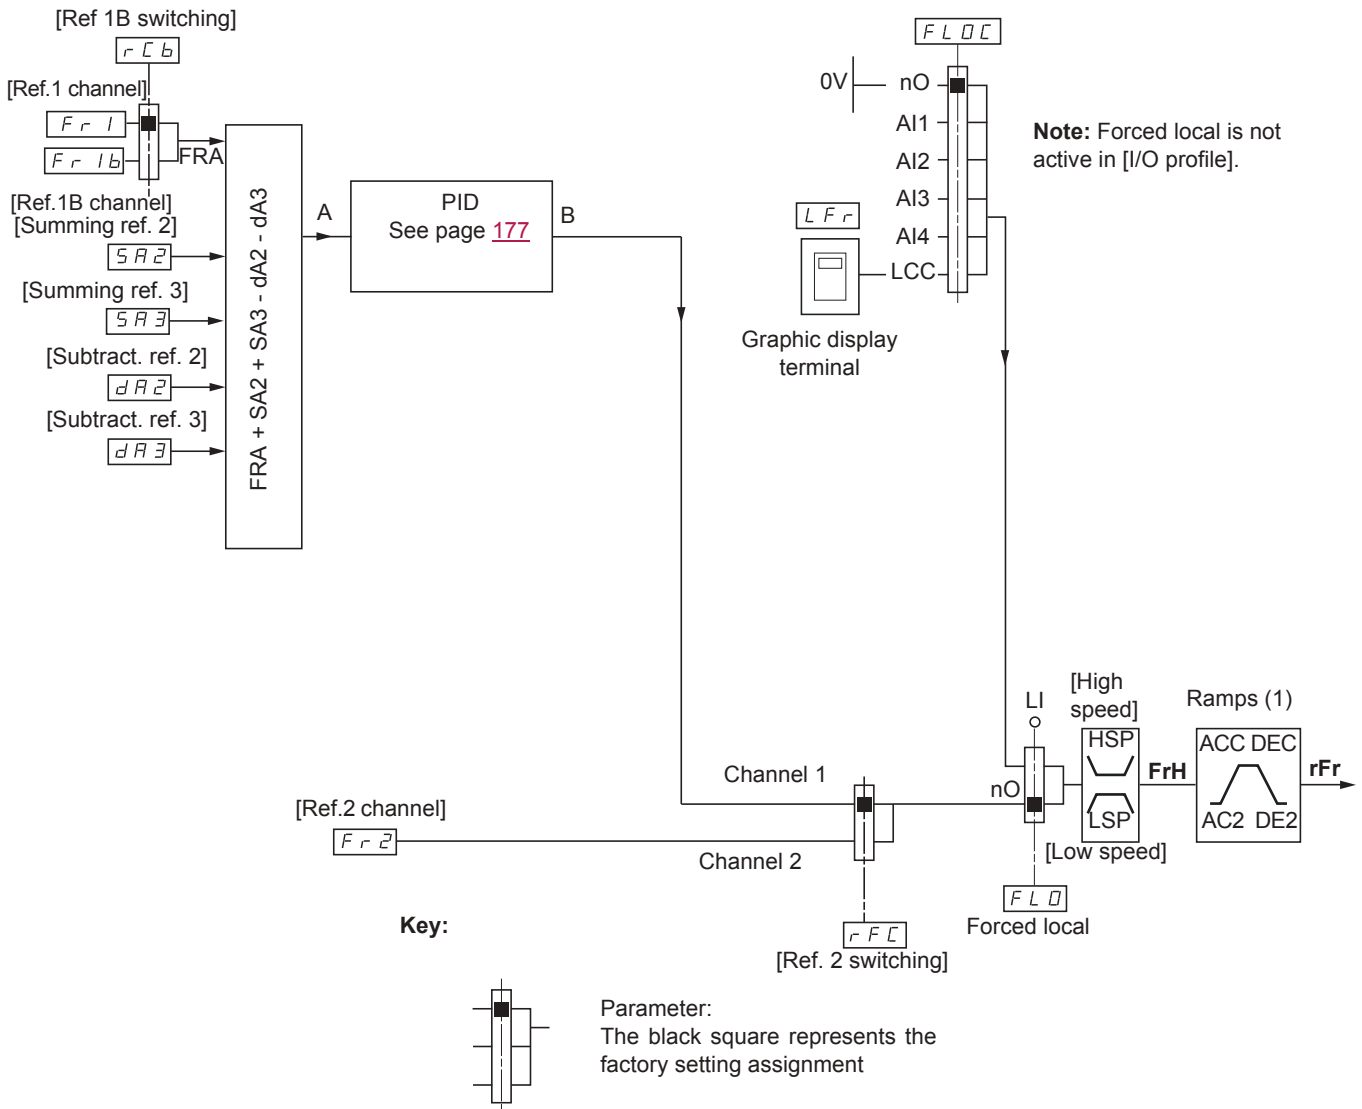 [Ref 1B switching]
rCb
[Ref.1 channel]
Fr1
Fr1b
FRA
[Ref.1B channel]
[Summing ref. 2]
SA2
[Summing ref. 3]
SA3
[Subtract. ref. 2]
dA2
[Subtract. ref. 3]
dA3
FRA + SA2 + SA3 - dA2 - dA3
A
PID
See page 177
B
FLOC
0V
nO
AI1
AI2
AI3
AI4
LCC
LFr
Graphic display
terminal
Note: Forced local is not
active in [I/O profile].
[Ref.2 channel]
Fr2
Channel 1
Channel 2
rFC
[Ref. 2 switching]
LI
nO
FLO
Forced local
[High
speed]
HSP
LSP
[Low speed]
FrH
Ramps (1)
ACC DEC
AC2 DE2
rFr
Key:
Parameter:
The black square represents the
factory setting assignment